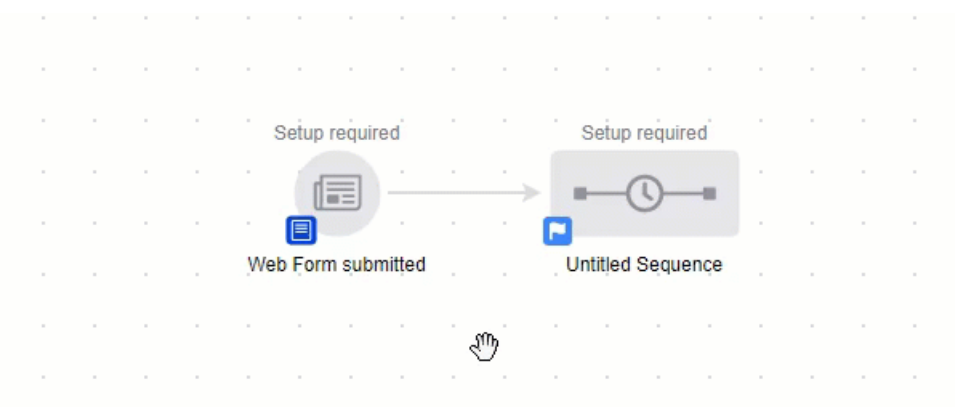 Setup required
Setup required
Web Form submitted
Untitled Sequence